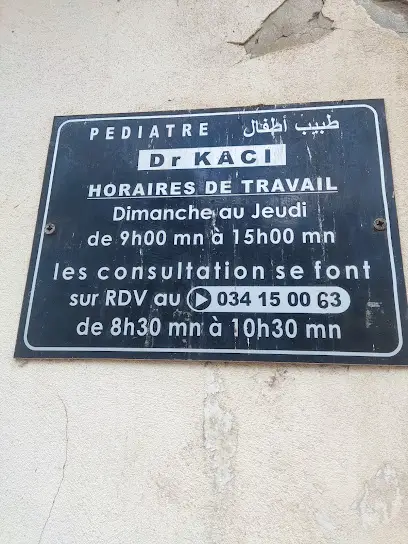 PEDIATRE طبيب أطفال
Dr KACI
HORAIRES DE TRAVAIL
Dimanche au Jeudi
de 9h00 mn à 15h00 mn
les consultation se font
sur RDV au 034 15 00 63
de 8h30 mn à 10h30 mn